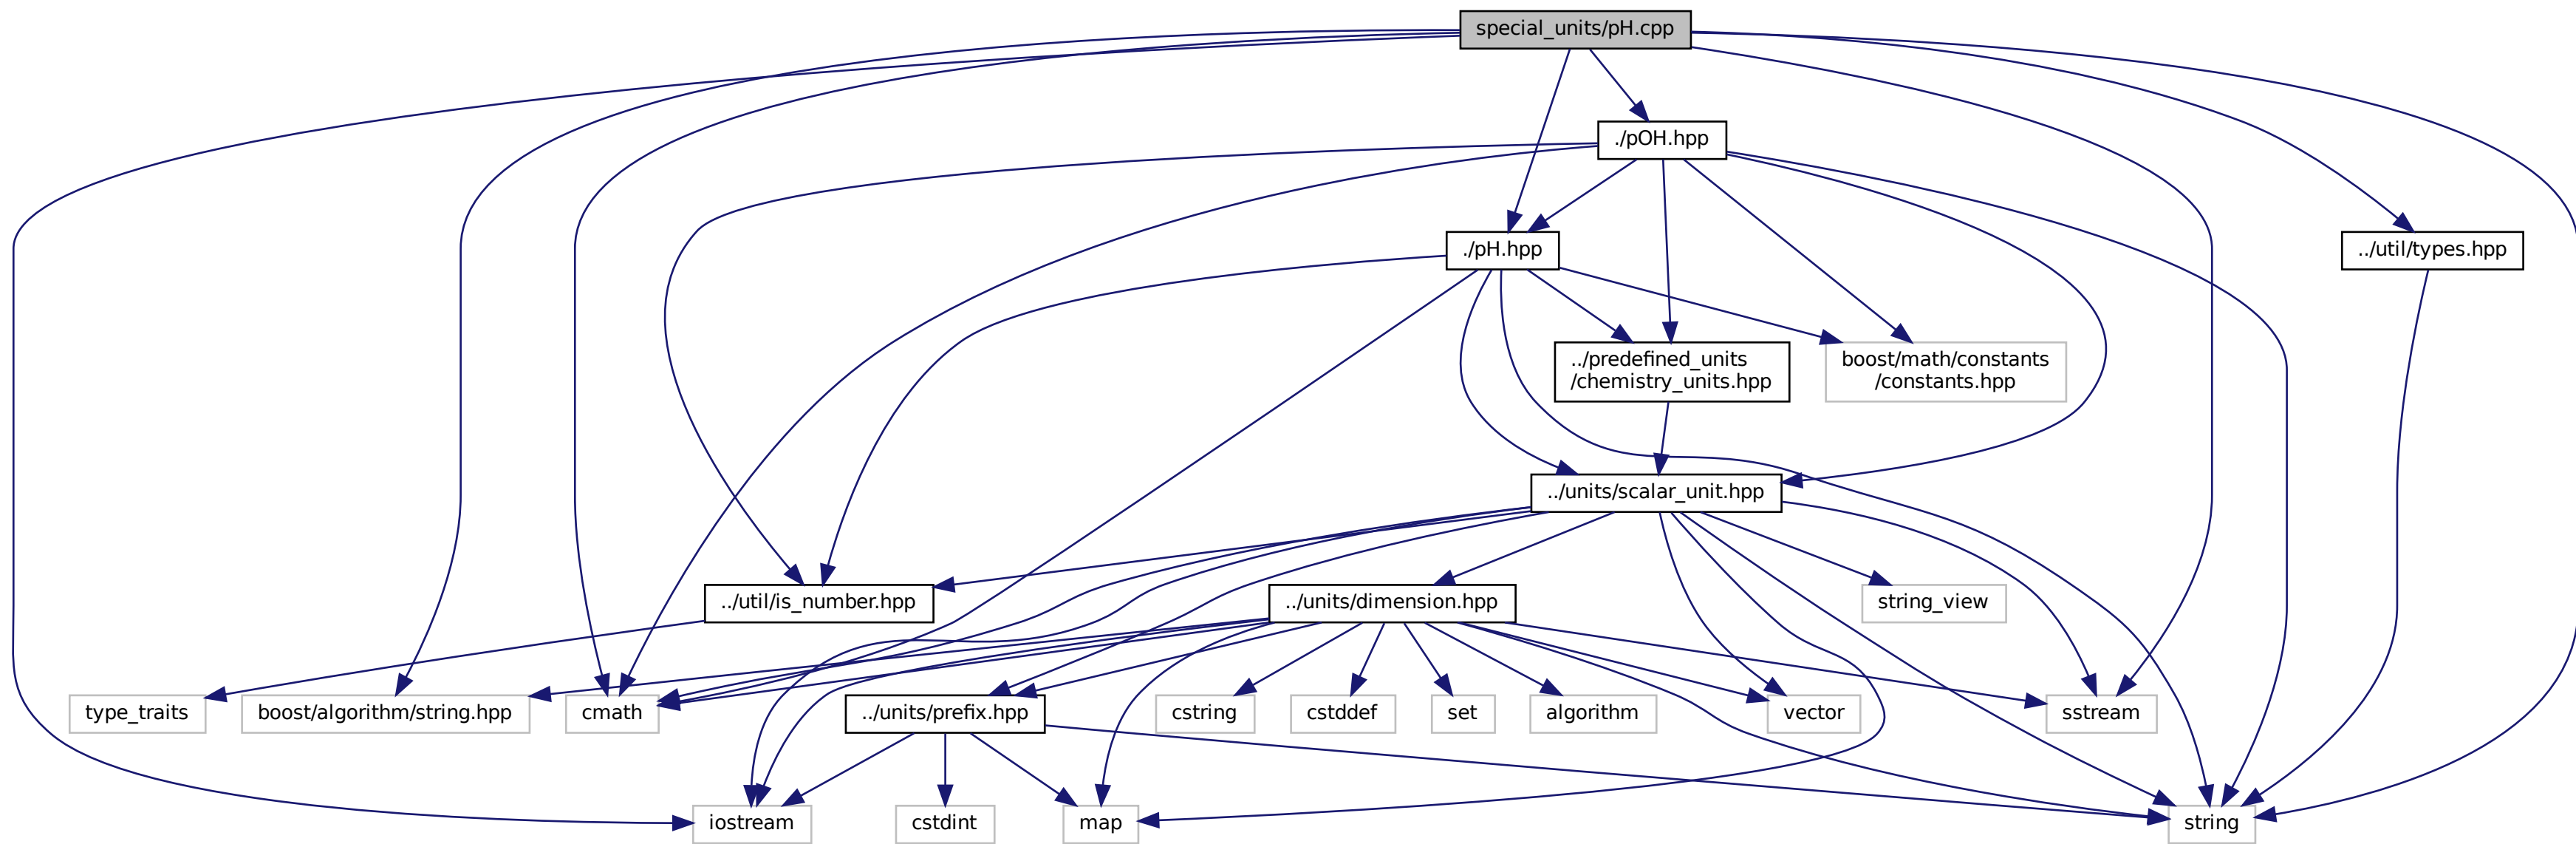 special_units/pH.cpp
./pOH.hpp
./pH.hpp
../util/types.hpp
../predefined_units
/chemistry_units.hpp
boost/math/constants
/constants.hpp
../units/scalar_unit.hpp
../util/is_number.hpp
../units/dimension.hpp
string_view
type_traits
boost/algorithm/string.hpp
cmath
../units/prefix.hpp
cstring
cstddef
set
algorithm
vector
sstream
iostream
cstdint
map
string